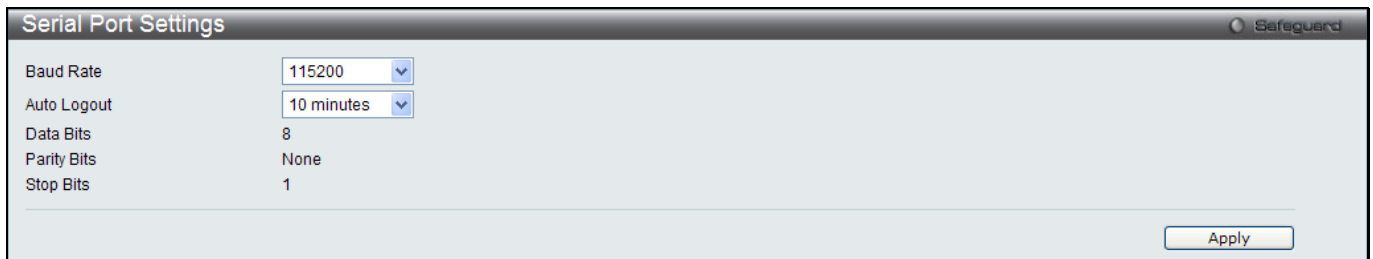 Serial Port Settings
Safeguard
Baud Rate 115200
Auto Logout 10 minutes
Data Bits 8
Parity Bits None
Stop Bits 1
Apply